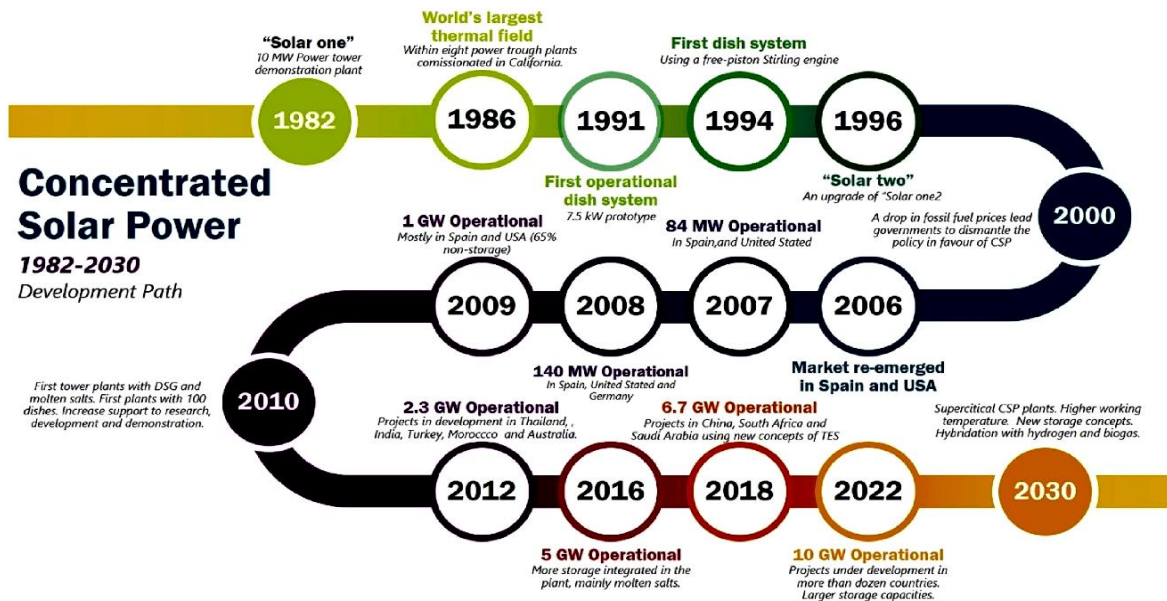 "Solar one"
10 MW Power tower
demonstration plant
1982
World's largest
thermal field
Within eight power trough plants
comissionated in California.
1986
1991
First operational
dish system
7.5 kW prototype
First dish system
Using a free-piston Stirling engine
1994
1996
"Solar two"
An upgrade of "Solar one2
Concentrated
Solar Power
1982-2030
Development Path
2000
A drop in fossil fuel prices lead
governments to dismantle the
policy in favour of CSP
2006
Market re-emerged
in Spain and USA
84 MW Operational
In Spain,and United Stated
2007
2008
140 MW Operational
In Spain, United Stated and
Germany
1 GW Operational
Mostly in Spain and USA (65%
non-storage)
2009
2010
First tower plants with DSG and
molten salts. First plants with 100
dishes. Increase support to research,
development and demonstration.
2.3 GW Operational
Projects in development in Thailand, ,
India, Turkey, Moroccco and Australia.
2012
2016
5 GW Operational
More storage integrated in the
plant, mainly molten salts.
6.7 GW Operational
Projects in China, South Africa and
Saudi Arabia using new concepts of TES
2018
2022
10 GW Operational
Projects under development in
more than dozen countries.
Larger storage capacities.
Supercitical CSP plants. Higher working
temperature. New storage concepts.
Hybridation with hydrogen and biogas.
2030